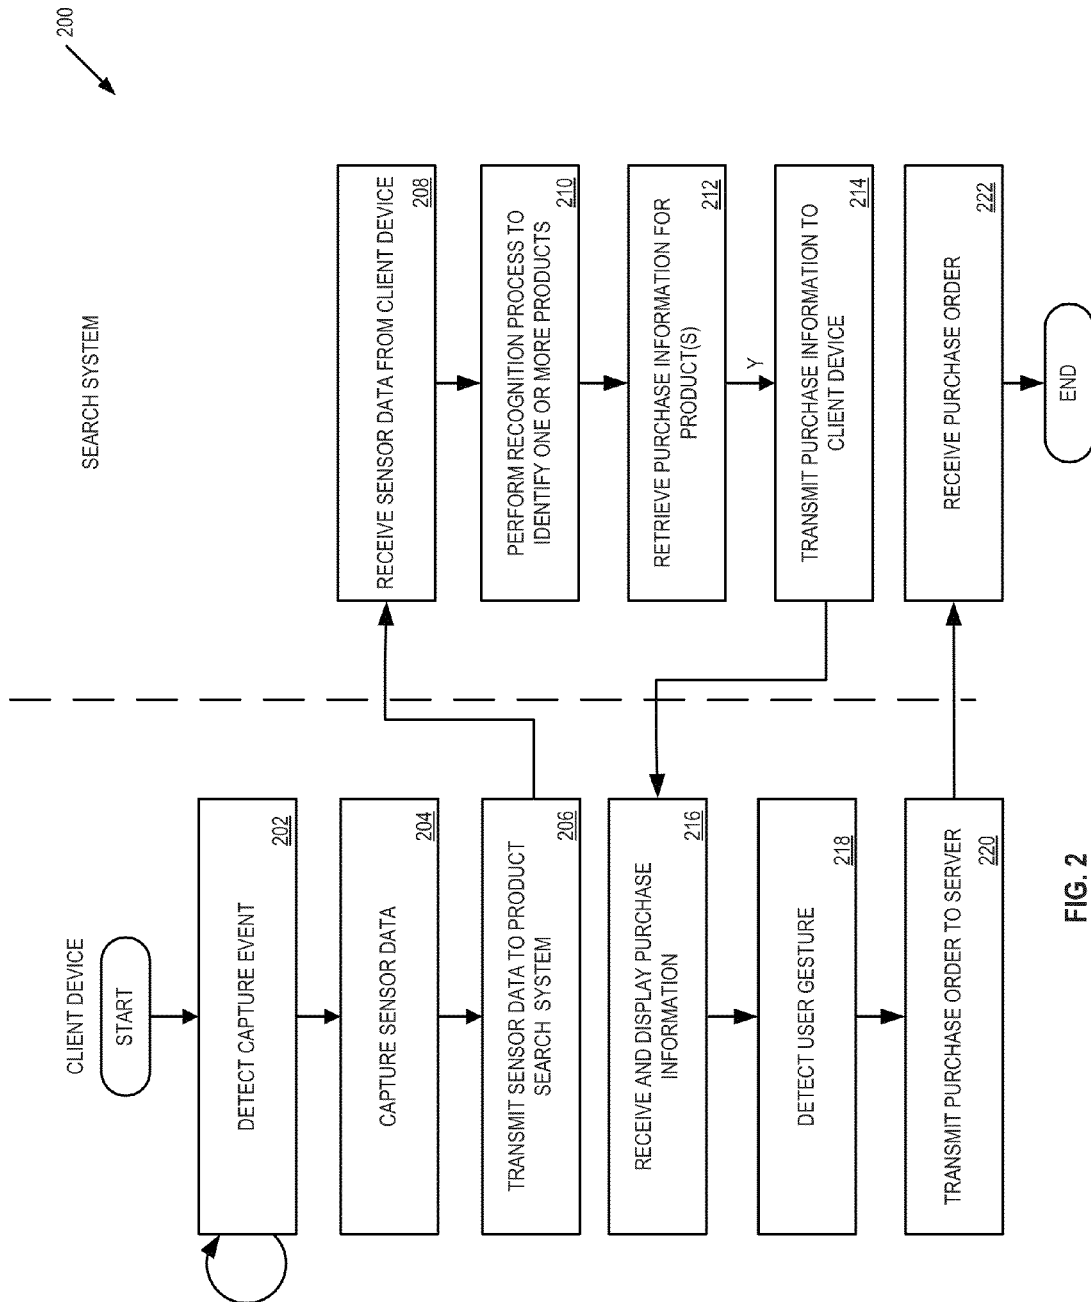 200
CLIENT DEVICE
SEARCH SYSTEM
START
DETECT CAPTURE EVENT
202
CAPTURE SENSOR DATA
204
TRANSMIT SENSOR DATA TO PRODUCT
SEARCH SYSTEM
206
RECEIVE SENSOR DATA FROM CLIENT DEVICE
208
PERFORM RECOGNITION PROCESS TO
IDENTIFY ONE OR MORE PRODUCTS
210
RETRIEVE PURCHASE INFORMATION FOR
PRODUCT(S)
212
Y
TRANSMIT PURCHASE INFORMATION TO
CLIENT DEVICE
214
RECEIVE AND DISPLAY PURCHASE
INFORMATION
216
DETECT USER GESTURE
218
TRANSMIT PURCHASE ORDER TO SERVER
220
RECEIVE PURCHASE ORDER
222
END
FIG. 2